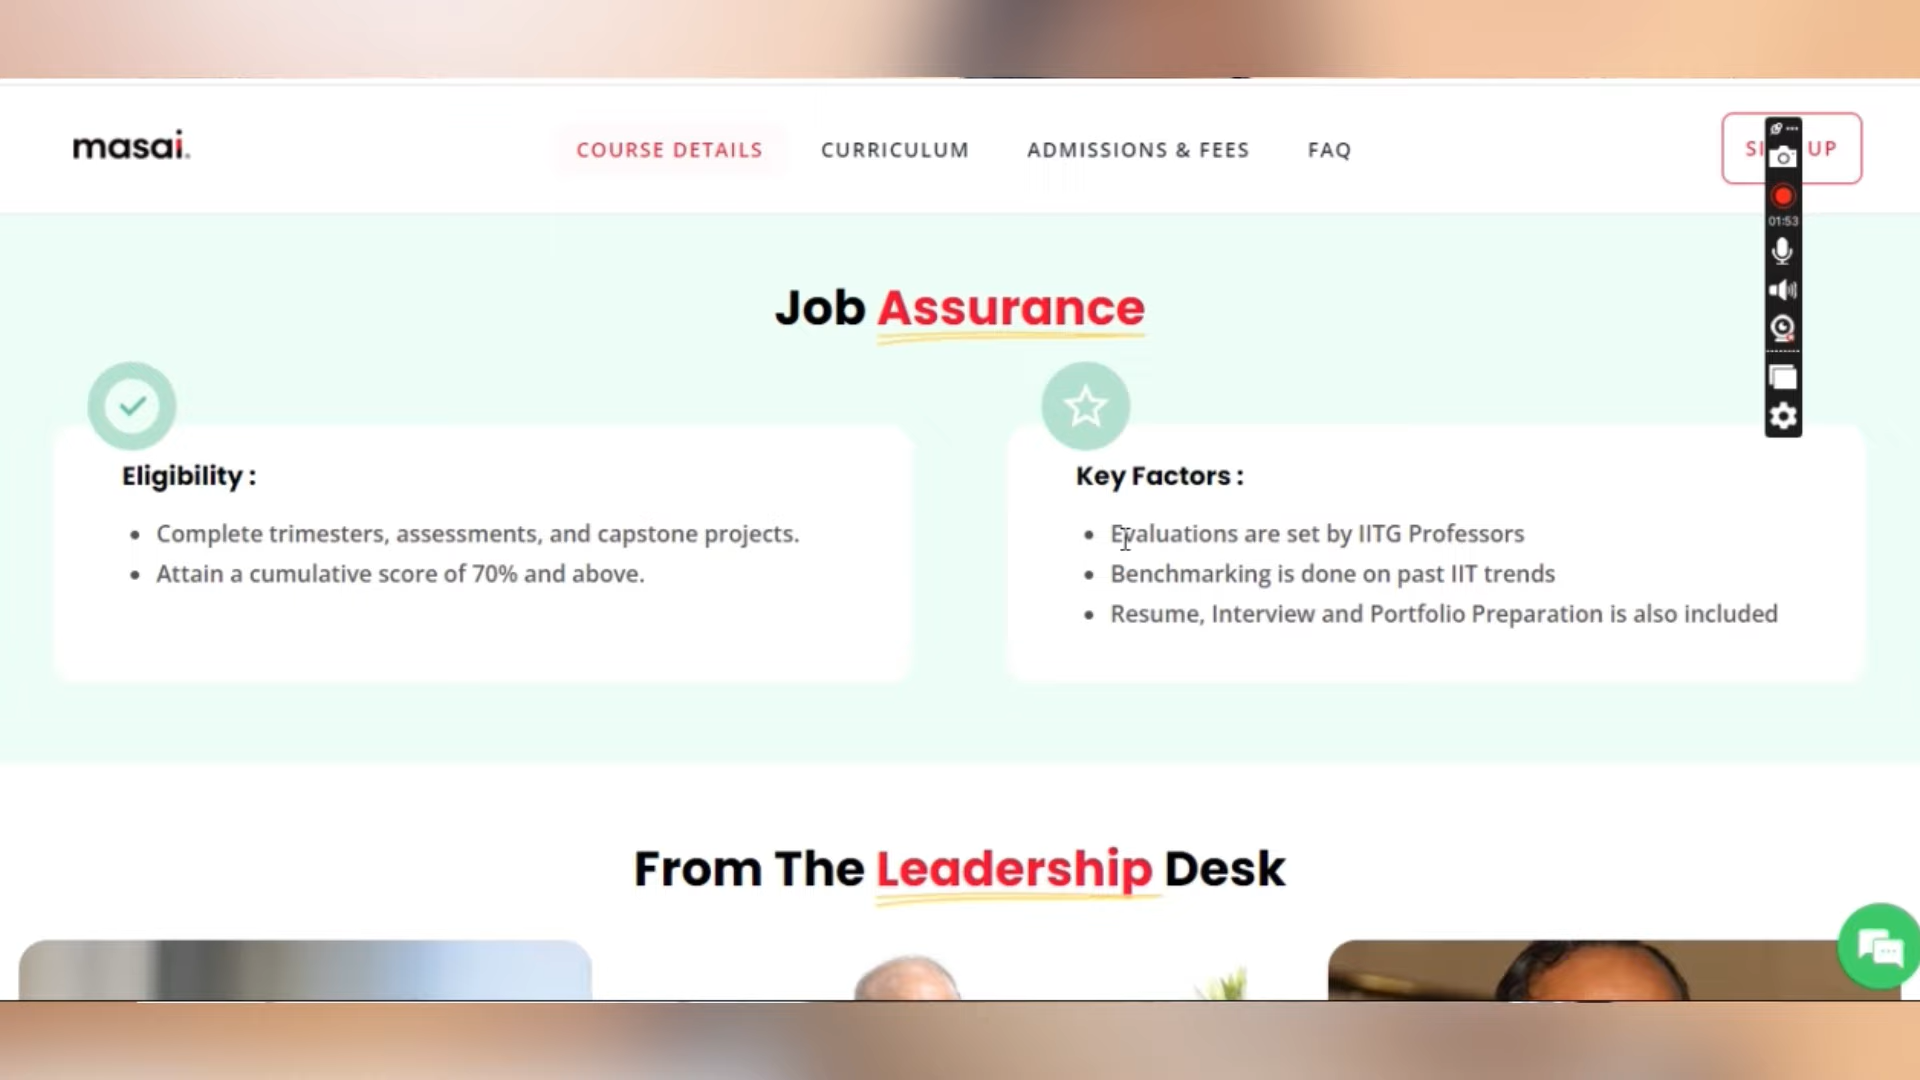 masai.
COURSE DETAILS
CURRICULUM
ADMISSIONS & FEES
FAQ
UP
01:53
Job Assurance
Eligibility :
Complete trimesters, assessments, and capstone projects.
Attain a cumulative score of 70% and above.
Key Factors :
Evaluations are set by IITG Professors
Benchmarking is done on past IIT trends
Resume, Interview and Portfolio Preparation is also included
From The Leadership Desk